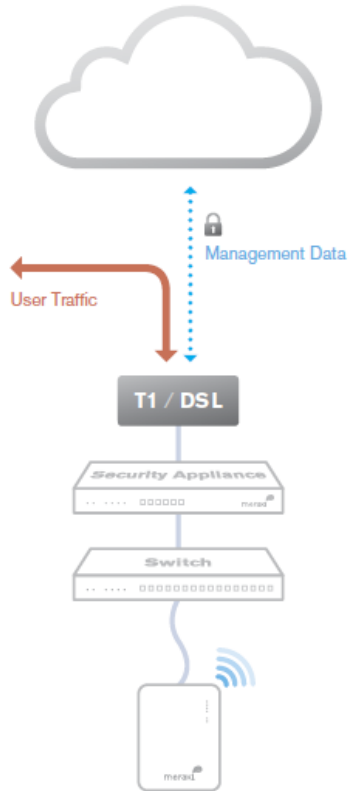 Management Data
User Traffic
T1 / DSL
Security Appliance
meraki
Switch
meraki